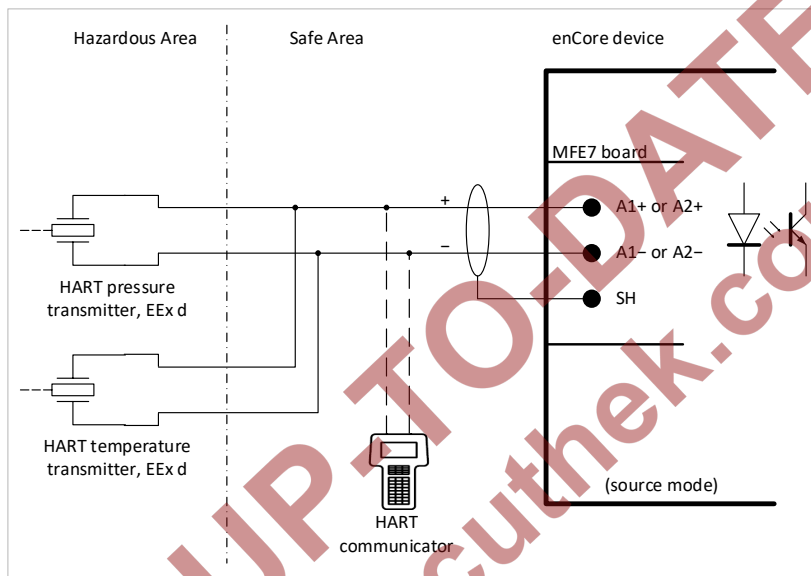 Hazardous Area
Safe Area
enCore device
MFE7 board
+
A1+ or A2+
−
A1− or A2−
SH
HART pressure
transmitter, EEx d
HART temperature
transmitter, EEx d
HART
communicator
(source mode)
UP-TO-DATE
cuthek.co